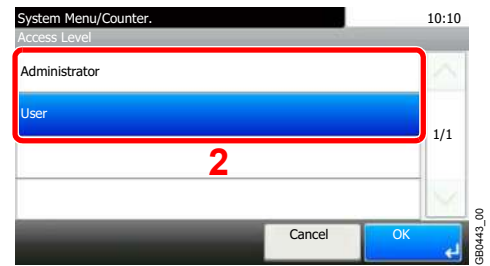 System Menu/Counter. 10:10
Access Level
Administrator
User
1/1
2
Cancel OK
GB0443_00